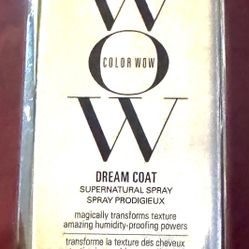 W
COLOR WOW
O
W
DREAM COAT
SUPERNATURAL SPRAY
SPRAY PRODIGIEUX
magically transforms texture
amazing humidity-proofing powers
transforme la texture des cheveux